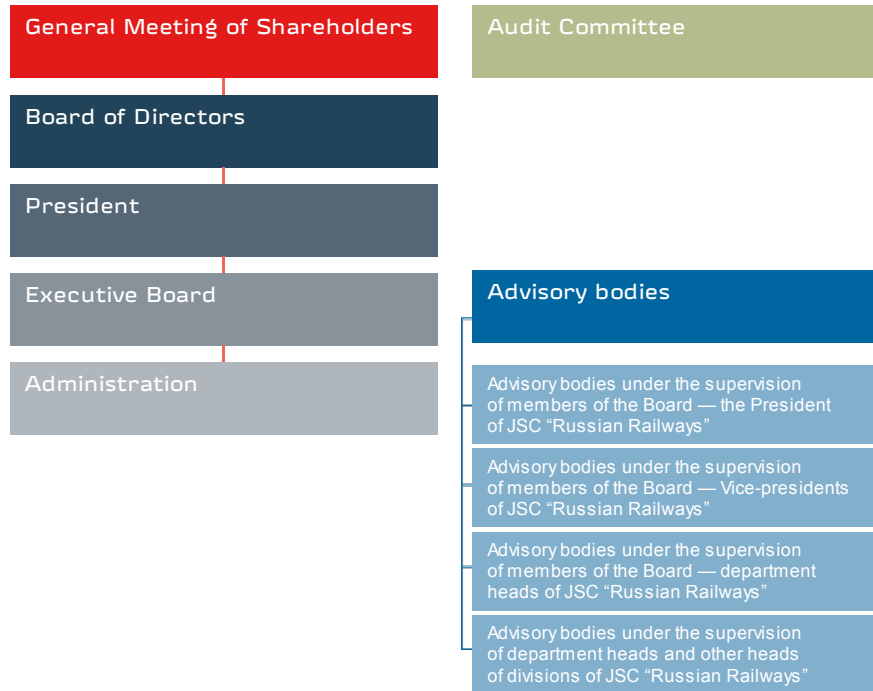 General Meeting of Shareholders
Board of Directors
President
Executive Board
Administration
Audit Committee
Advisory bodies
Advisory bodies under the supervision
of members of the Board — the President
of JSC “Russian Railways”
Advisory bodies under the supervision
of members of the Board — Vice-presidents
of JSC “Russian Railways”
Advisory bodies under the supervision
of members of the Board — department
heads of JSC “Russian Railways”
Advisory bodies under the supervision
of department heads and other heads
of divisions of JSC “Russian Railways”